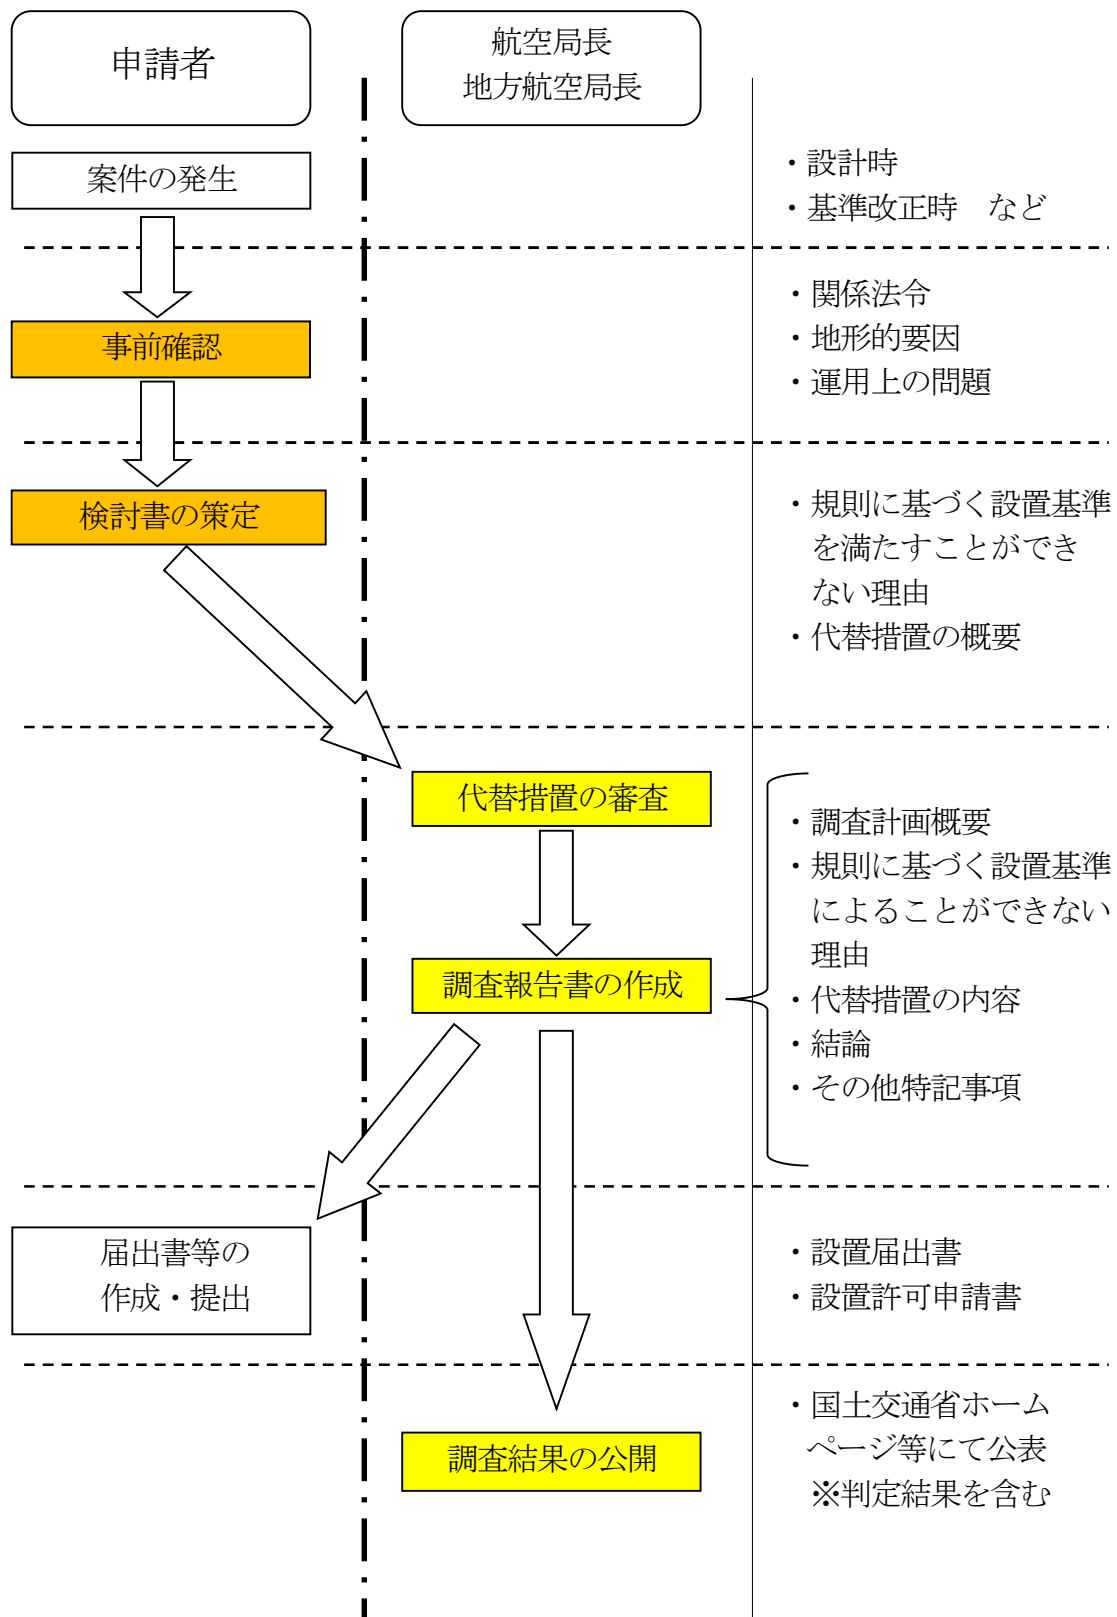 申請者
航空局長
地方航空局長
案件の発生
・設計時
・基準改正時　など
事前確認
・関係法令
・地形的要因
・運用上の問題
検討書の策定
・規則に基づく設置基準
を満たすことができ
ない理由
・代替措置の概要
代替措置の審査
調査報告書の作成
・調査計画概要
・規則に基づく設置基準
によることができない
理由
・代替措置の内容
・結論
・その他特記事項
届出書等の
作成・提出
・設置届出書
・設置許可申請書
調査結果の公開
・国土交通省ホーム
ページ等にて公表
※判定結果を含む